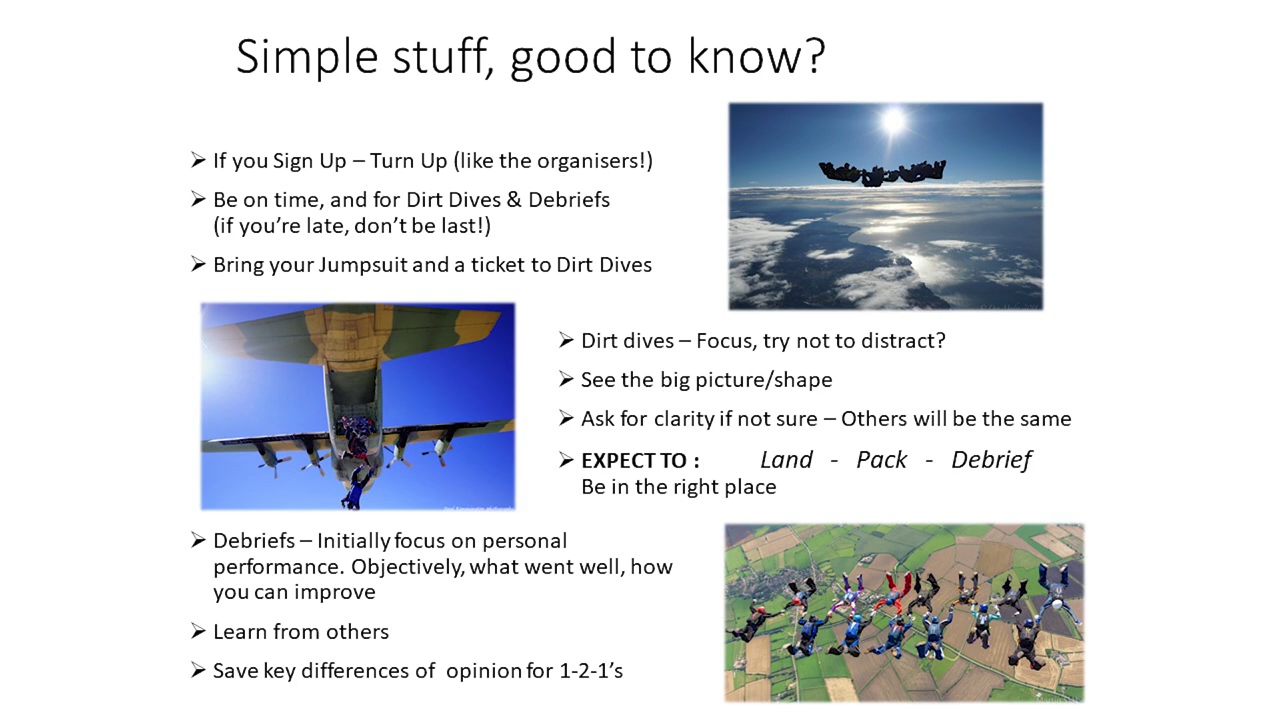 Simple stuff, good to know?
➢ If you Sign Up – Turn Up (like the organisers!)
➢ Be on time, and for Dirt Dives & Debriefs
(if you're late, don't be last!)
➢ Bring your Jumpsuit and a ticket to Dirt Dives
➢ Dirt dives – Focus, try not to distract?
➢ See the big picture/shape
➢ Ask for clarity if not sure – Others will be the same
➢ EXPECT TO : Land - Pack - Debrief
Be in the right place
➢ Debriefs – Initially focus on personal
performance. Objectively, what went well, how
you can improve
➢ Learn from others
➢ Save key differences of opinion for 1-2-1's